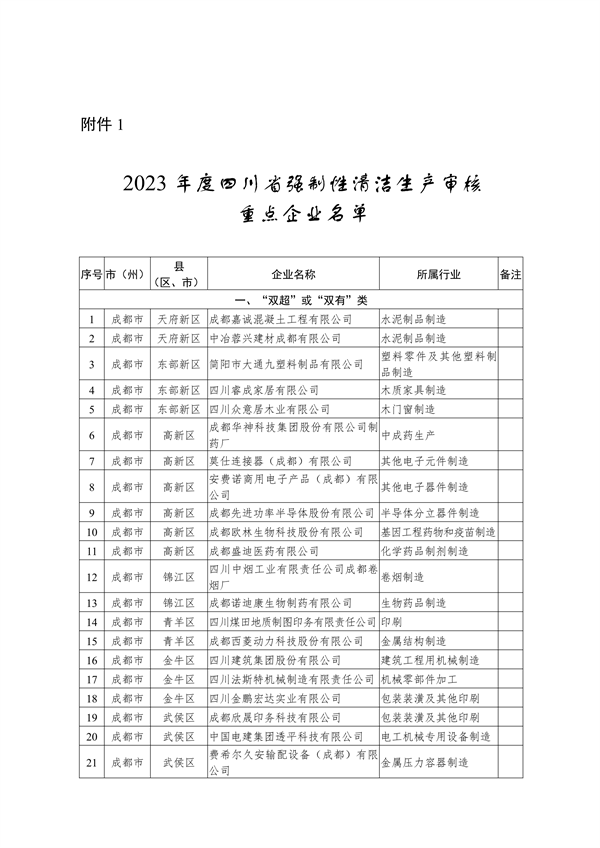 附件 1
2023 年度四川省强制性清洁生产审核
重点企业名单
序号 市（州） 县（区、市） 企业名称 所属行业 备注
一、“双超”或“双有”类
1 成都市 天府新区 成都嘉诚混凝土工程有限公司 水泥制品制造
2 成都市 天府新区 中冶蓉兴建材成都有限公司 水泥制品制造
3 成都市 东部新区 简阳市大通九塑料制品有限公司 塑料零件及其他塑料制品制造
4 成都市 东部新区 四川睿成家居有限公司 木质家具制造
5 成都市 东部新区 四川众意居木业有限公司 木门窗制造
6 成都市 高新区 成都华神科技集团股份有限公司制药厂 中成药生产
7 成都市 高新区 莫仕连接器（成都）有限公司 其他电子元件制造
8 成都市 高新区 安费诺商用电子产品（成都）有限公司 其他电子器件制造
9 成都市 高新区 成都先进功率半导体股份有限公司 半导体分立器件制造
10 成都市 高新区 成都欧林生物科技股份有限公司 基因工程药物和疫苗制造
11 成都市 高新区 成都盛迪医药有限公司 化学药品制剂制造
12 成都市 锦江区 四川中烟工业有限责任公司成都卷烟厂 卷烟制造
13 成都市 锦江区 成都诺迪康生物制药有限公司 生物药品制造
14 成都市 青羊区 四川煤田地质制图印务有限责任公司 印刷
15 成都市 青羊区 成都西菱动力科技股份有限公司 金属结构制造
16 成都市 金牛区 四川建筑集团股份有限公司 建筑工程用机械制造
17 成都市 金牛区 四川法斯特机械制造有限责任公司 机械零部件加工
18 成都市 金牛区 四川金鹏宏达实业有限公司 包装装潢及其他印刷
19 成都市 武侯区 成都欣晟印务科技有限公司 包装装潢及其他印刷
20 成都市 武侯区 中国电建集团透平科技有限公司 电工机械专用设备制造
21 成都市 武侯区 费希尔久安输配设备（成都）有限公司 金属压力容器制造